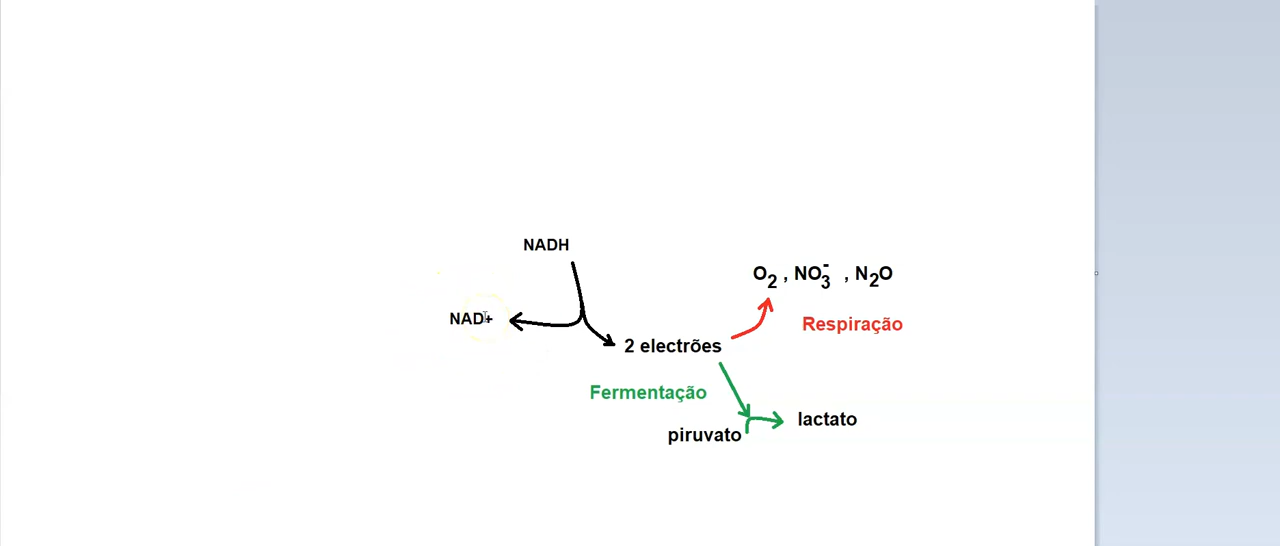 NADH
O2 , NO3- , N2O
NAD+
Respiração
2 electrões
Fermentação
lactato
piruvato